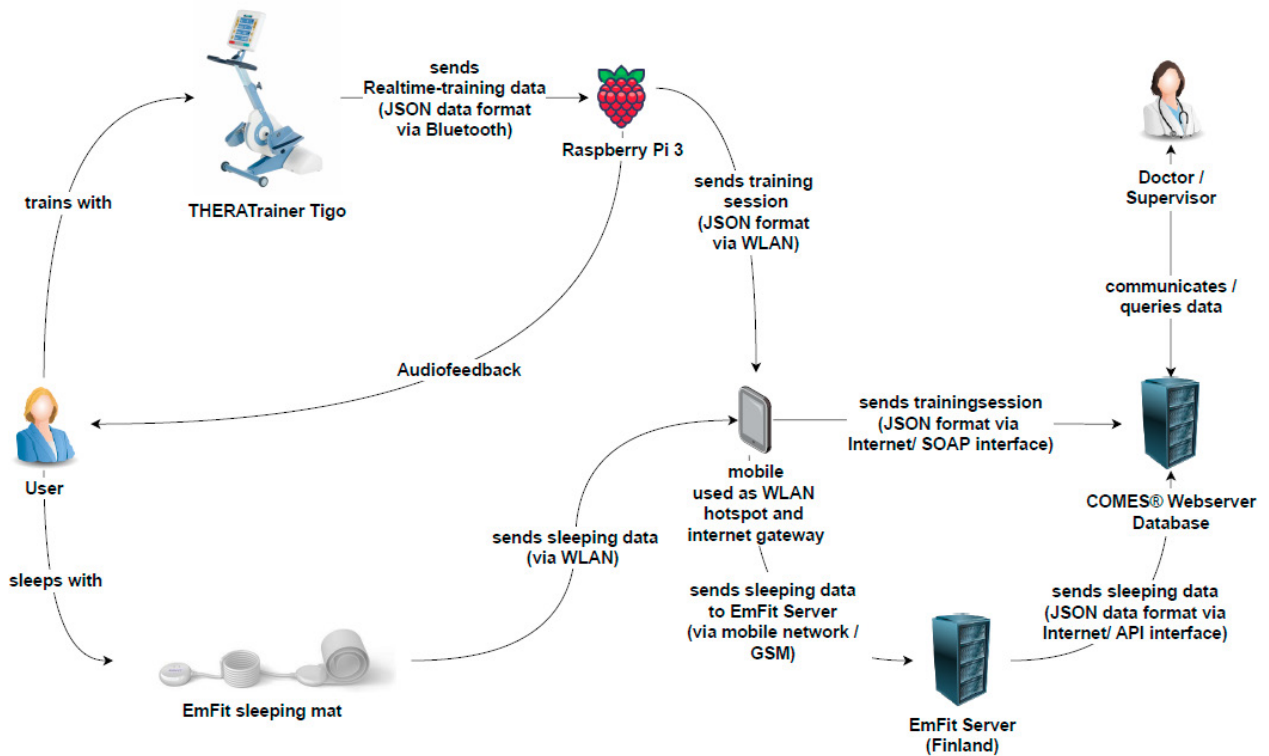 sends
Realtime-training data
(JSON data format
via Bluetooth)
Raspberry Pi 3
trains with
THERATrainer Tigo
sends training
session
(JSON format
via WLAN)
Doctor /
Supervisor
communicates /
queries data
Audiofeedback
User
sends trainingsession
(JSON format via
Internet/ SOAP interface)
mobile
used as WLAN
hotspot and
internet gateway
COMES® Webserver
Database
sleeps with
sends sleeping data
(via WLAN)
sends sleeping data
to EmFit Server
(via mobile network /
GSM)
sends sleeping data
(JSON data format via
Internet/ API interface)
EmFit sleeping mat
EmFit Server
(Finland)